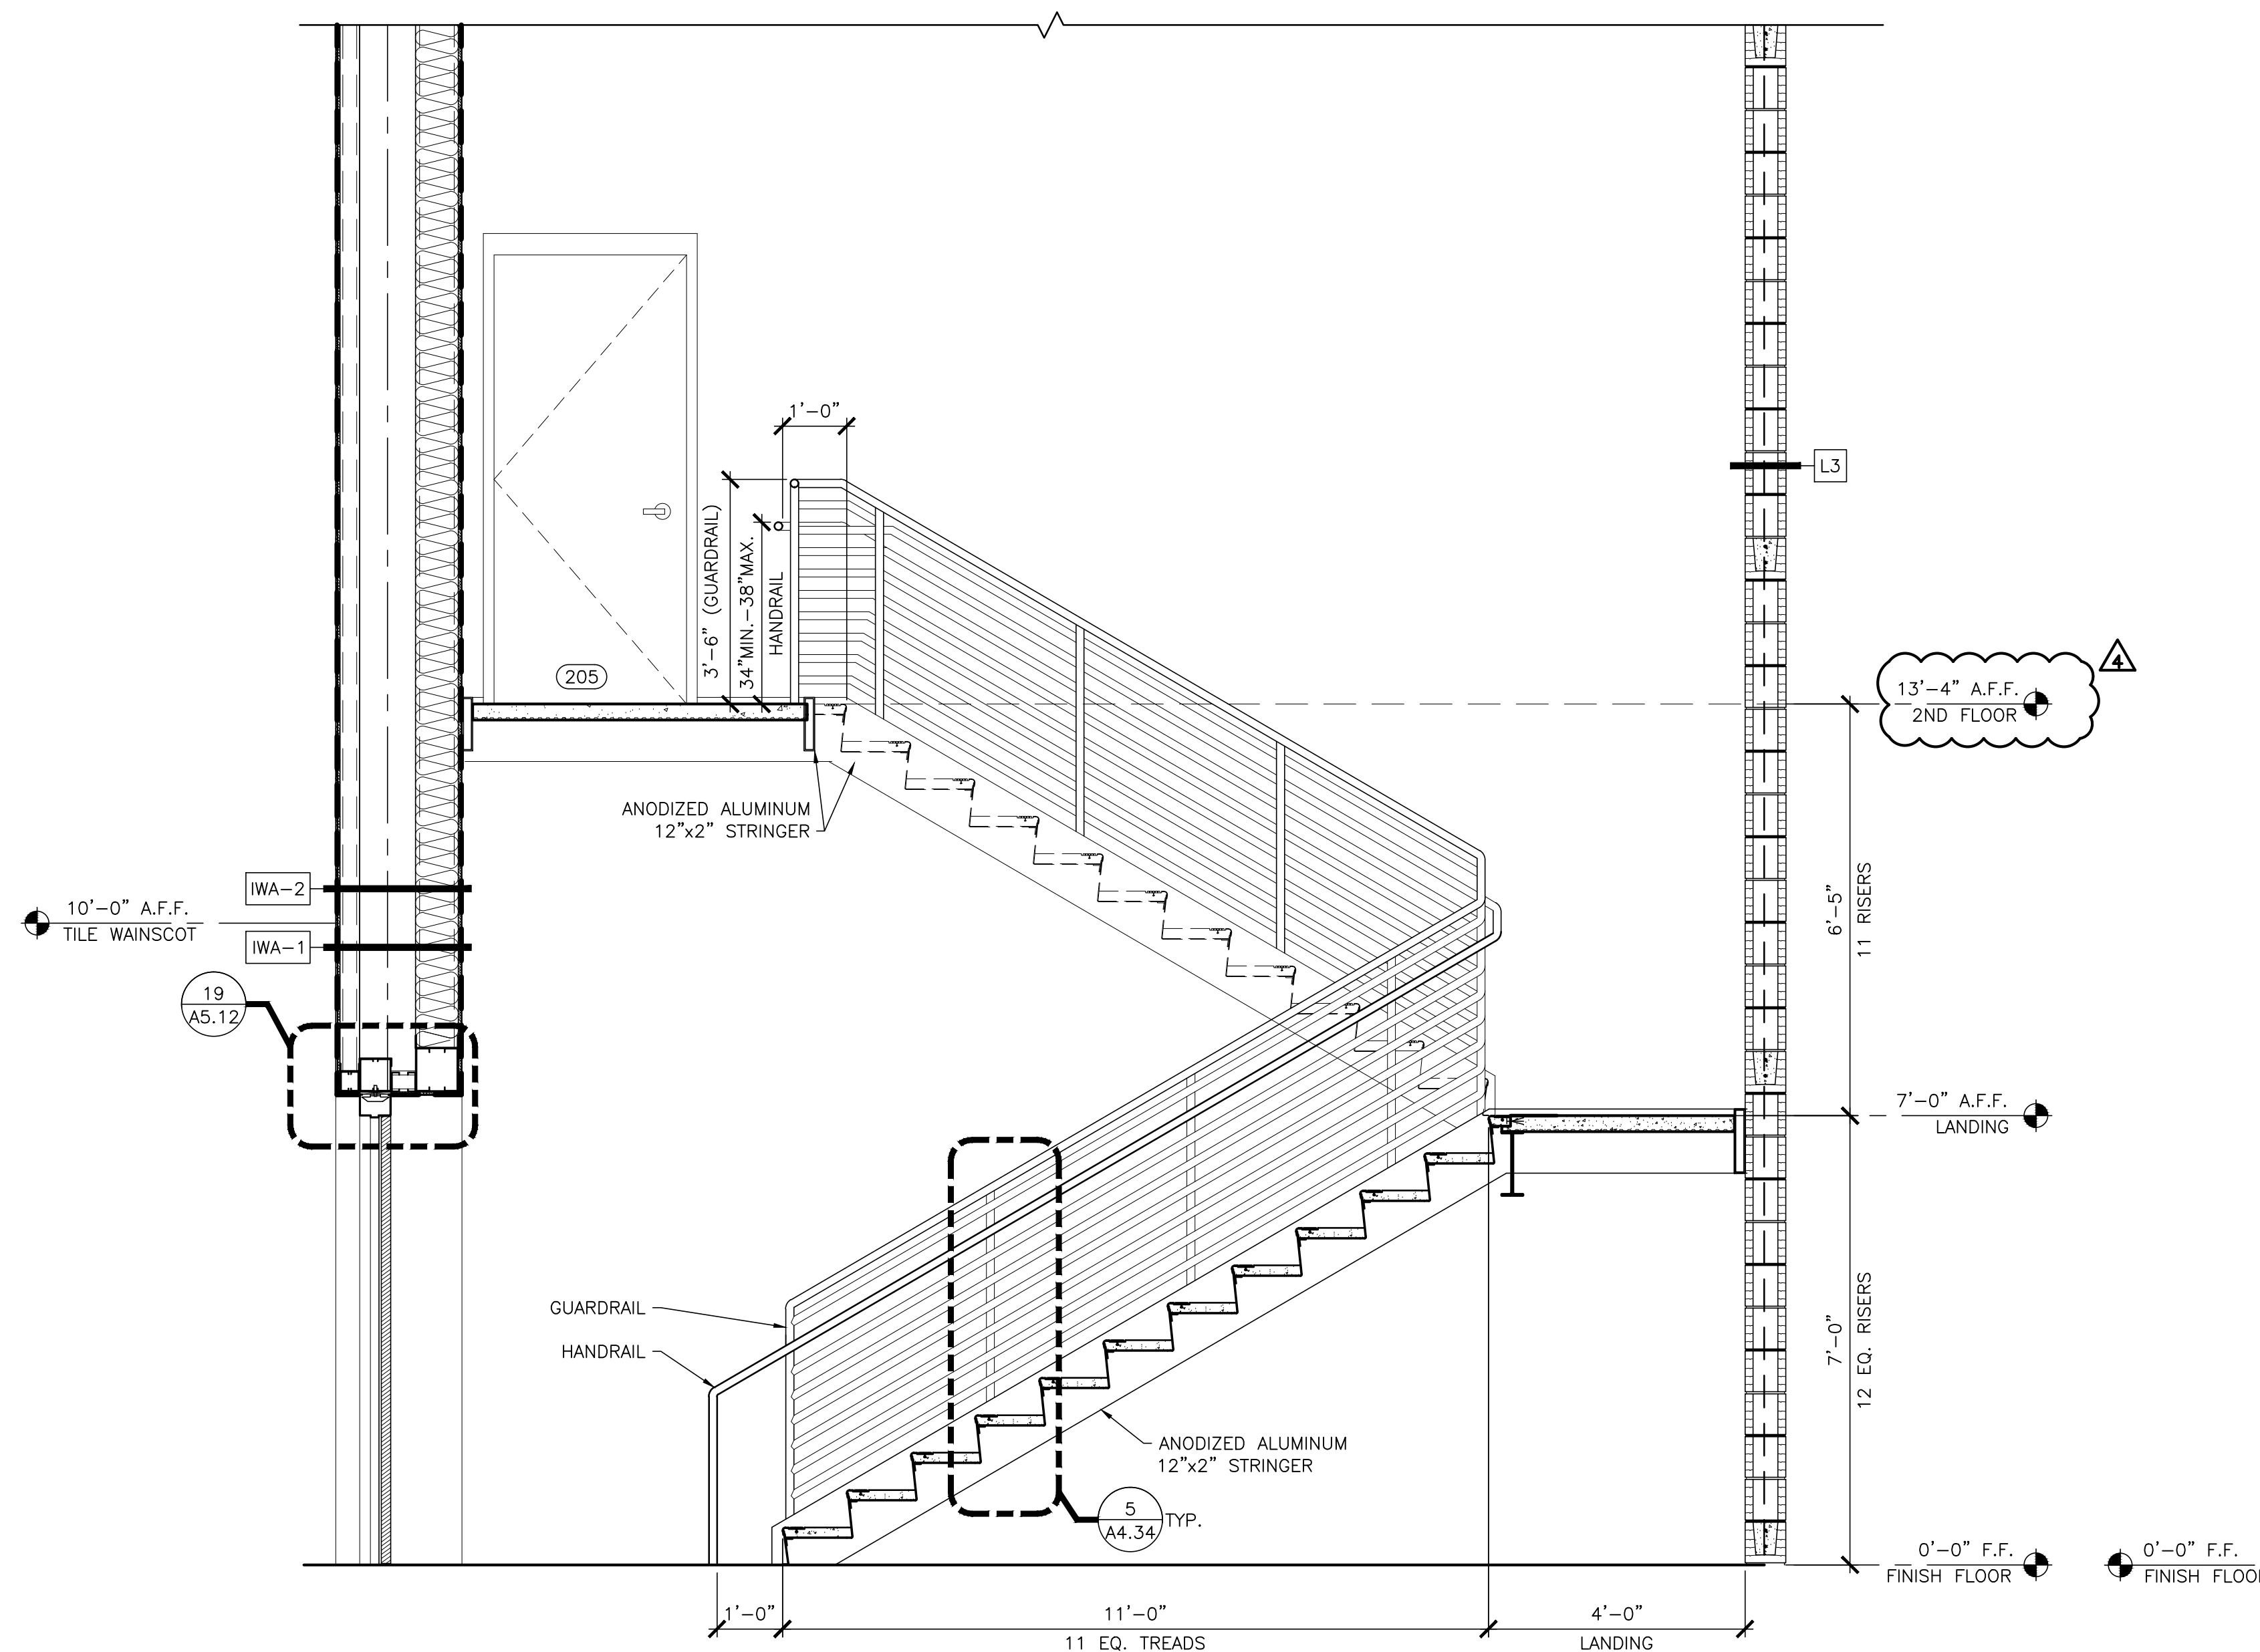 1'-0"
L3
3'-6" (GUARDRAIL)
34"MIN.-38"MAX.
HANDRAIL
205
4
13'-4" A.F.F.
2ND FLOOR
ANODIZED ALUMINUM
12"x2" STRINGER
IWA-2
10'-0" A.F.F.
TILE WAINSCOT
IWA-1
6'-5"
11 RISERS
19
A5.12
7'-0" A.F.F.
LANDING
GUARDRAIL
HANDRAIL
7'-0"
12 EQ. RISERS
ANODIZED ALUMINUM
12"x2" STRINGER
5
A4.34
TYP.
0'-0" F.F.
FINISH FLOOR
0'-0" F.F.
FINISH FLOOR
1'-0"
11'-0"
11 EQ. TREADS
4'-0"
LANDING